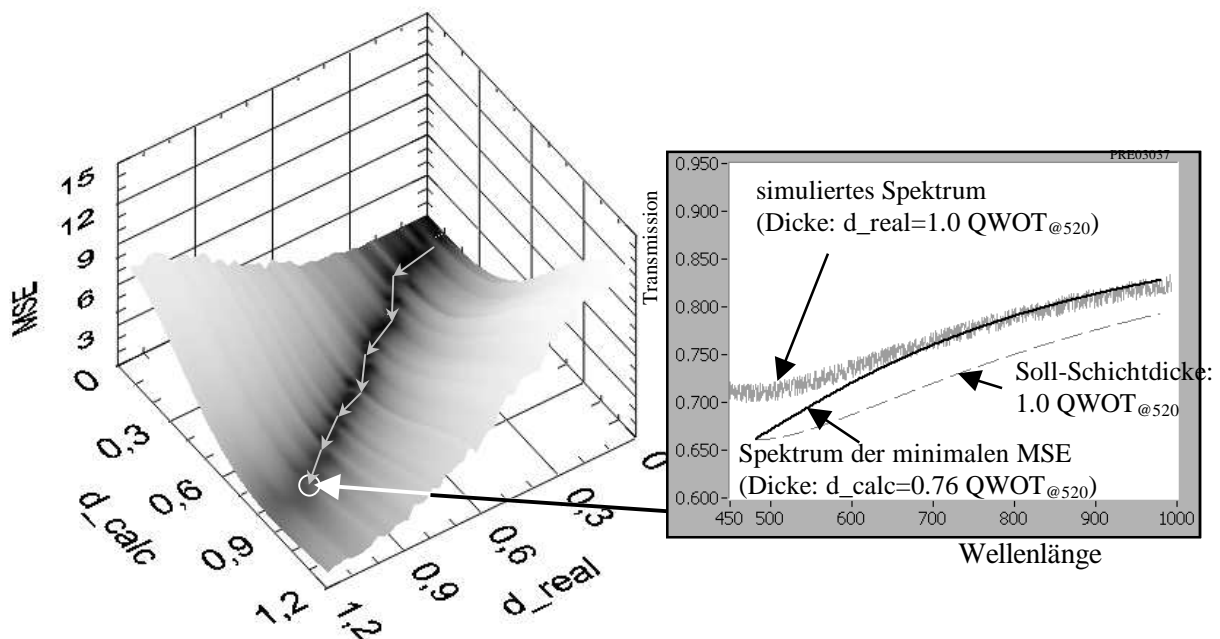 15
12
9
6
3
0
MSE
0,3
0,6
0,9
1,2
d_calc
1,2
0,9
0,6
0,3
0
d_real
PRE03037
Transmission
0.950
0.900
0.850
0.800
0.750
0.700
0.650
0.600
simuliertes Spektrum
(Dicke: d_real=1.0 QWOT@520)
Soll-Schichtdicke:
1.0 QWOT@520
Spektrum der minimalen MSE
(Dicke: d_calc=0.76 QWOT@520)
450 500 600 700 800 900 1000
Wellenlänge